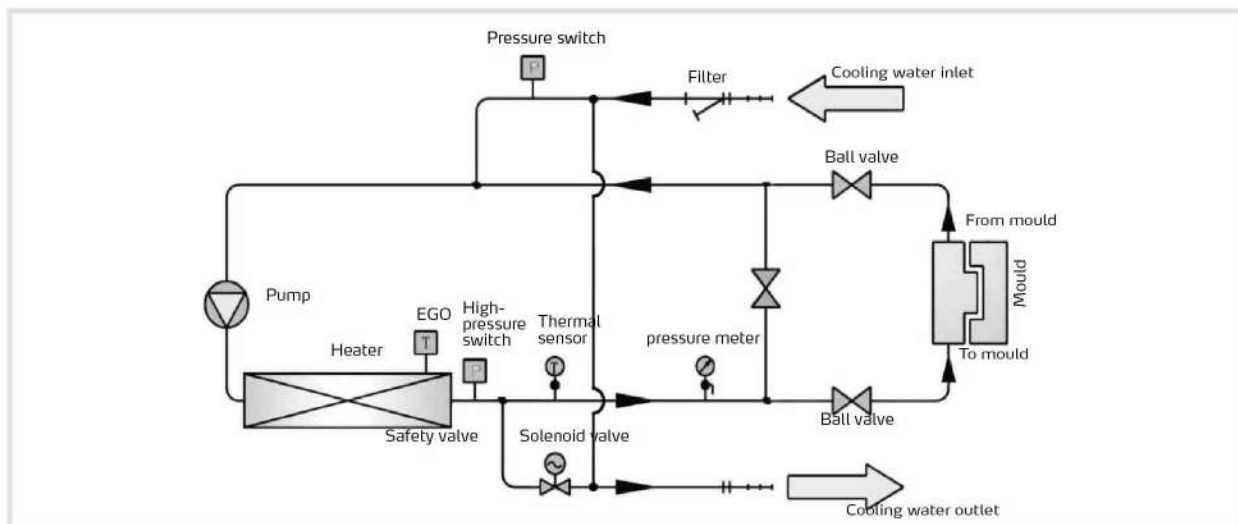 Pressure switch
P
Filter
Cooling water inlet
Ball valve
From mould
Mould
Pump
EGO
T
High-
pressure
switch
P
Thermal
sensor
T
pressure meter
Heater
To mould
Safety valve
Solenoid valve
Ball valve
Cooling water outlet